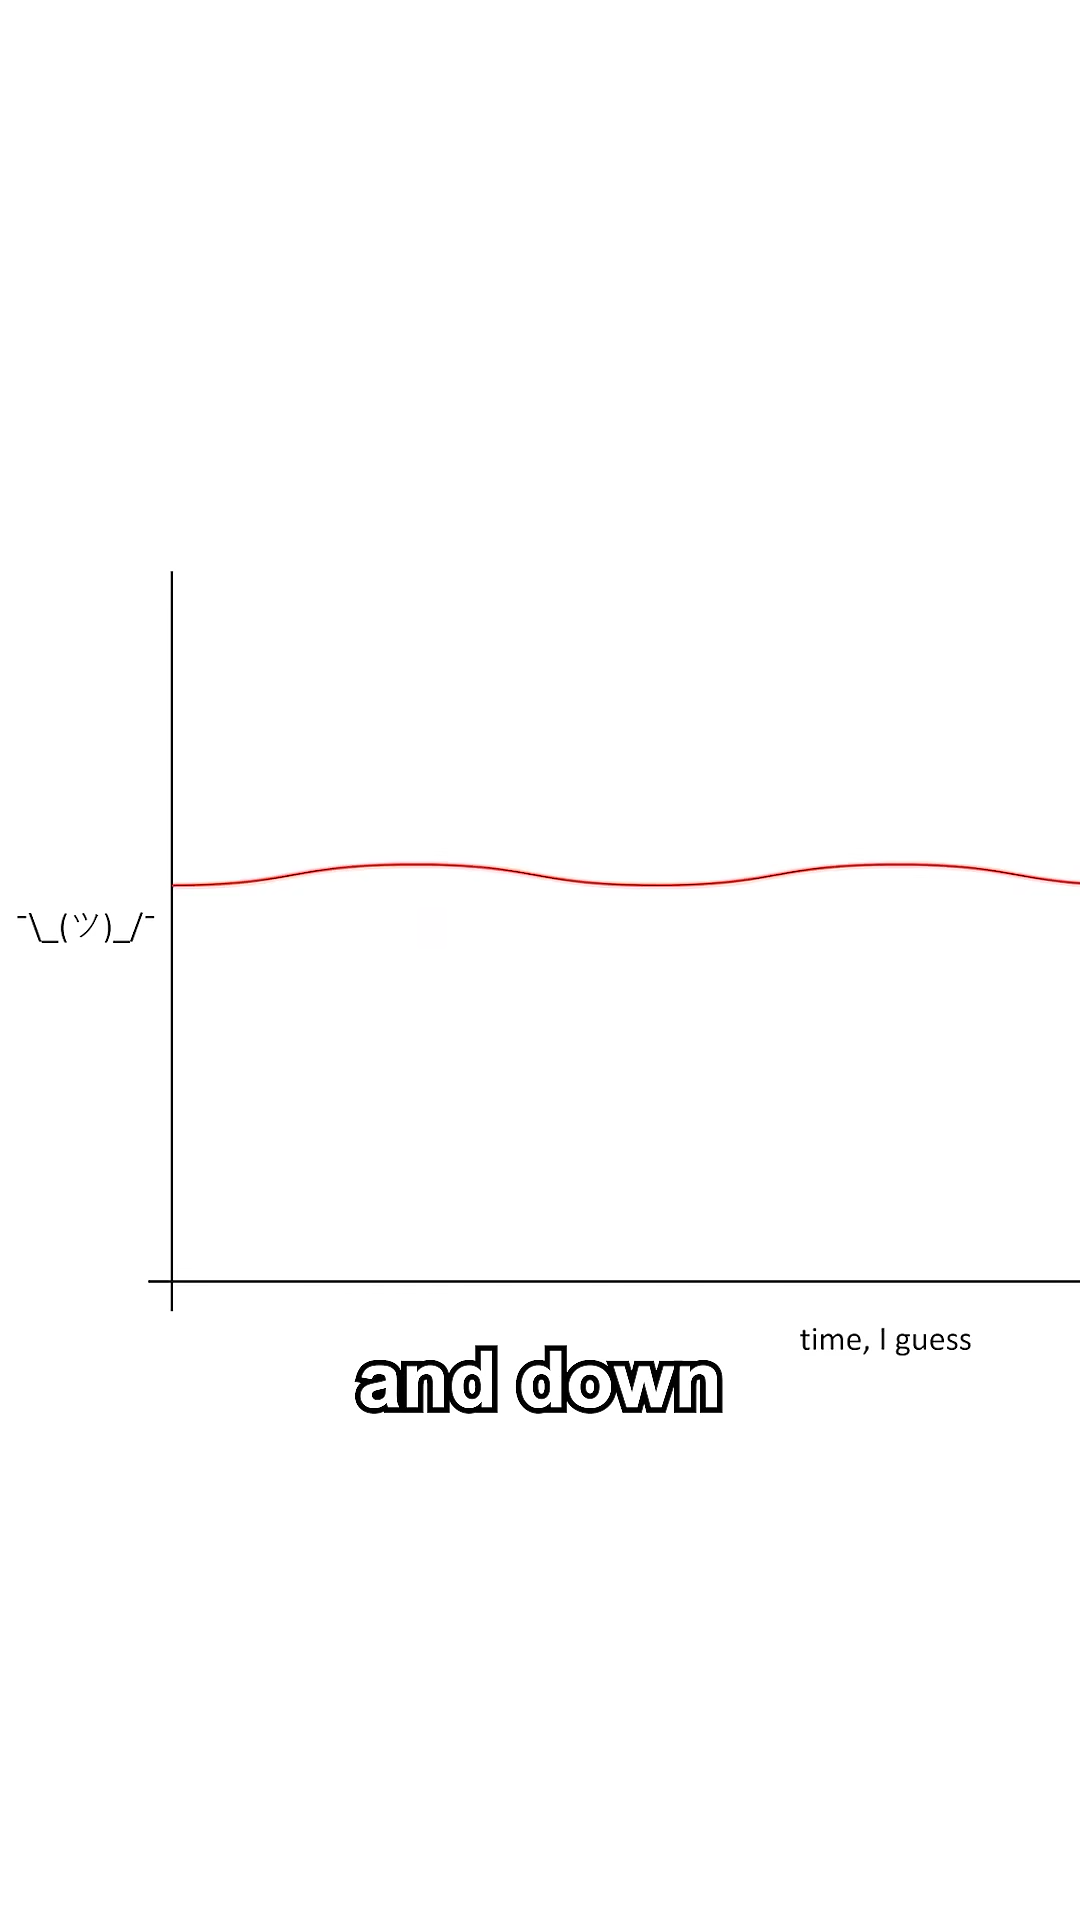 ¯\_(ツ)_/¯
time, I guess
and down